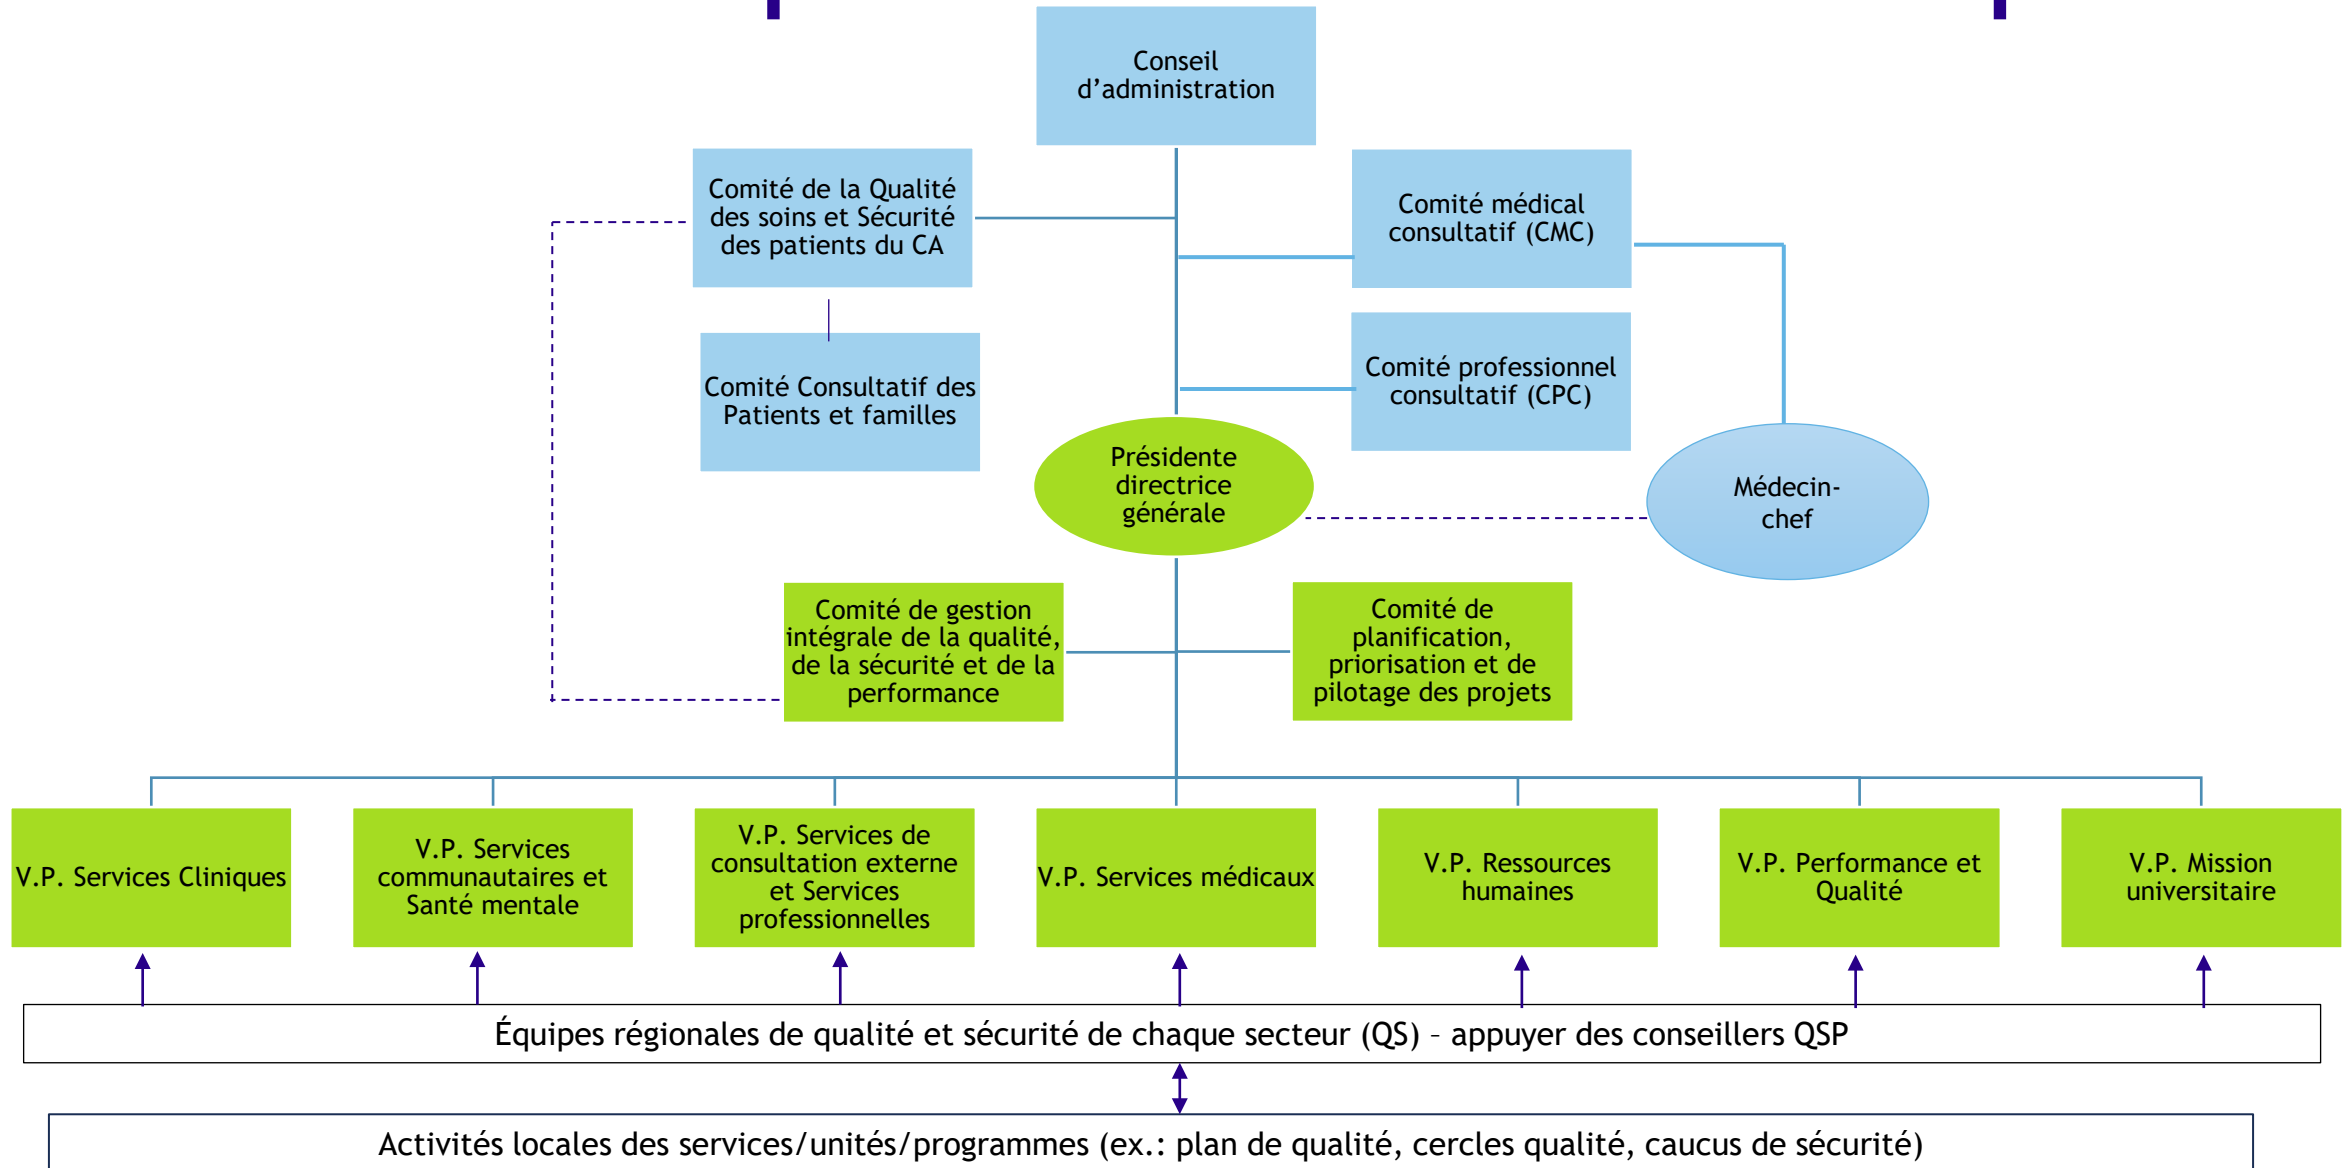 Conseil
d’administration
Comité de la Qualité
des soins et Sécurité
des patients du CA
Comité médical
consultatif (CMC)
Comité Consultatif des
Patients et familles
Comité professionnel
consultatif (CPC)
Présidente
directrice
générale
Médecin-
chef
Comité de gestion
intégrale de la qualité,
de la sécurité et de la
performance
Comité de
planification,
priorisation et de
pilotage des projets
V.P. Services Cliniques
V.P. Services
communautaires et
Santé mentale
V.P. Services de
consultation externe
et Services
professionnelles
V.P. Services médicaux
V.P. Ressources
humaines
V.P. Performance et
Qualité
V.P. Mission
universitaire
Équipes régionales de qualité et sécurité de chaque secteur (QS) – appuyer des conseillers QSP
Activités locales des services/unités/programmes (ex.: plan de qualité, cercles qualité, caucus de sécurité)